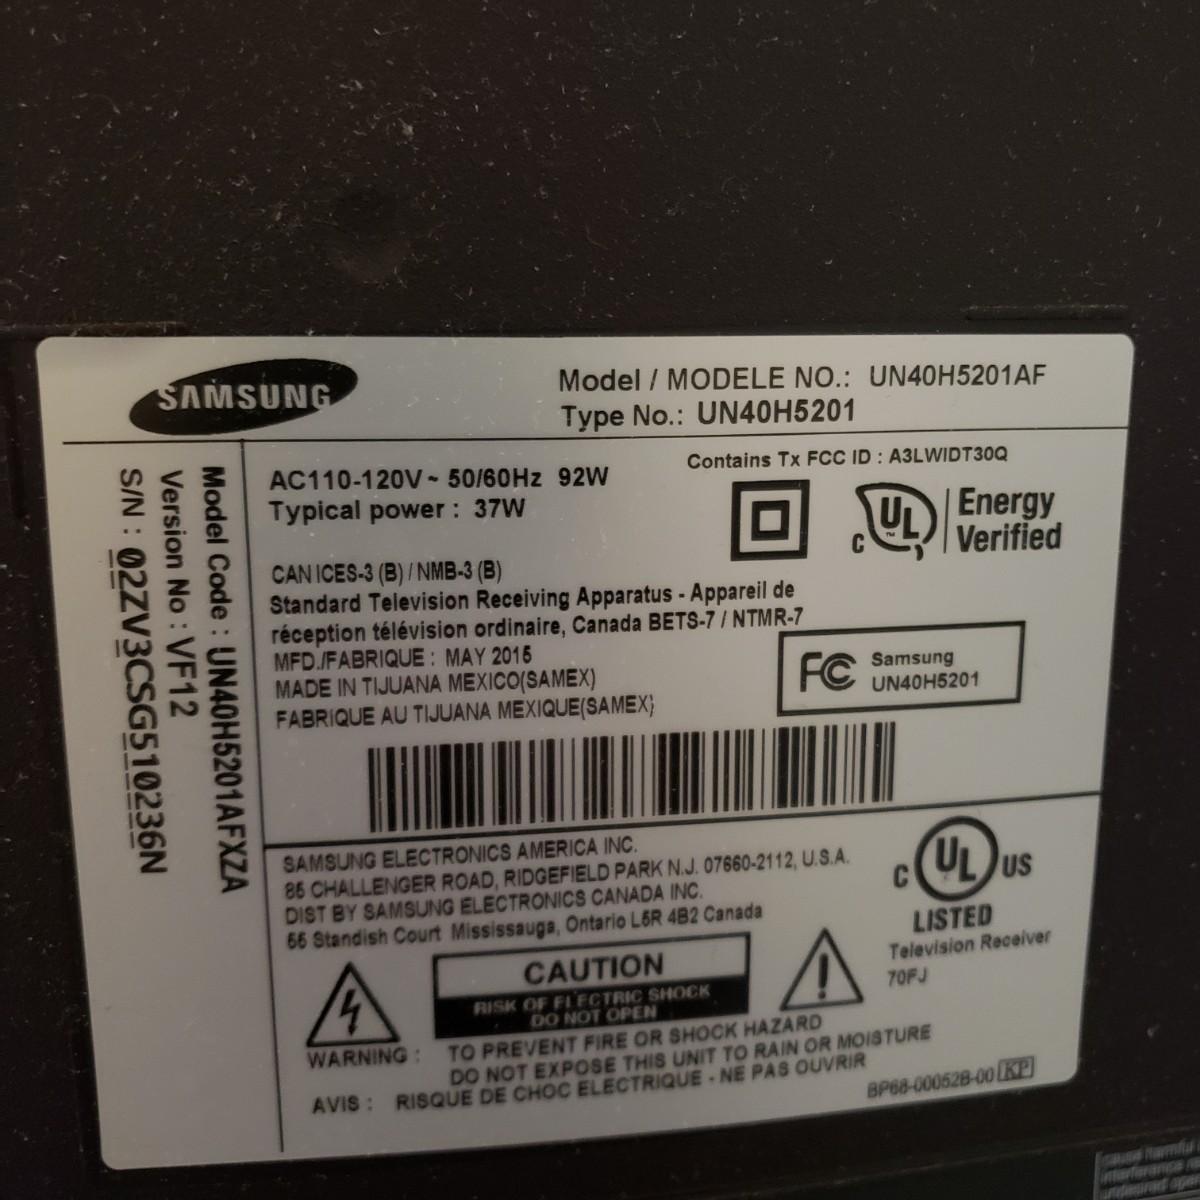 SAMSUNG
Model / MODELE NO.: UN40H5201AF
Type No.: UN40H5201
Model Code : UN40H5201AFXZA
Version No : VF12
S/N : 02ZV3CSG510236N
AC110-120V~ 50/60Hz 92W
Typical power : 37W
Contains Tx FCC ID : A3LWIDT30Q
c UL Energy
Verified
CAN ICES-3 (B) / NMB-3 (B)
Standard Television Receiving Apparatus - Appareil de
réception télévision ordinaire, Canada BETS-7 / NTMR-7
MFD./FABRIQUE : MAY 2015
MADE IN TIJUANA MEXICO(SAMEX)
FABRIQUE AU TIJUANA MEXIQUE(SAMEX)
FC Samsung
UN40H5201
SAMSUNG ELECTRONICS AMERICA INC.
85 CHALLENGER ROAD, RIDGEFIELD PARK N.J. 07660-2112, U.S.A.
DIST BY SAMSUNG ELECTRONICS CANADA INC.
55 Standish Court Mississauga, Ontario L5R 4B2 Canada
C UL US
LISTED
Television Receiver
70FJ
CAUTION
RISK OF ELECTRIC SHOCK
DO NOT OPEN
WARNING : TO PREVENT FIRE OR SHOCK HAZARD
DO NOT EXPOSE THIS UNIT TO RAIN OR MOISTURE
AVIS : RISQUE DE CHOC ELECTRIQUE - NE PAS OUVRIR
BP68-00052B-00 KP
cause harmful
interference